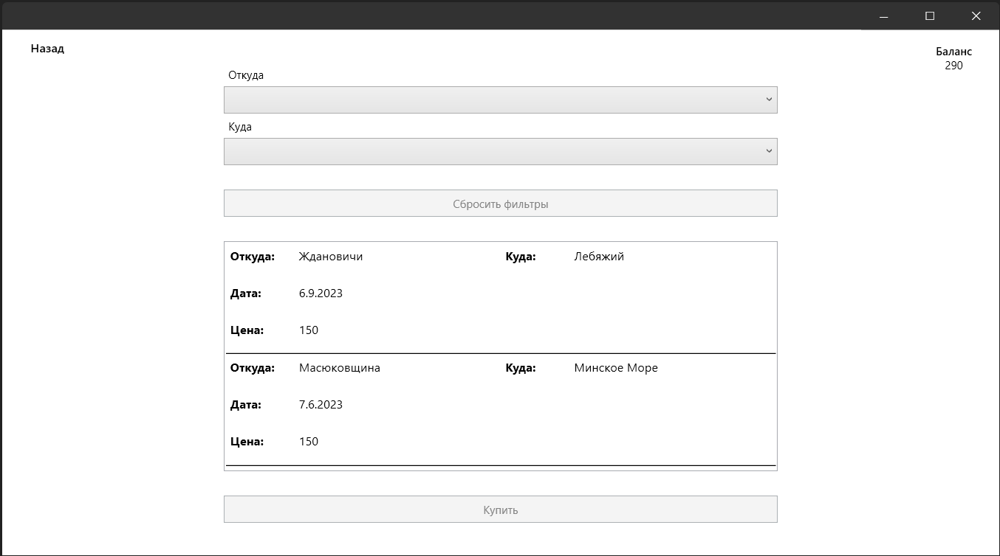 Назад
Баланс
290
Откуда
Куда
Сбросить фильтры
Откуда: Ждановичи Куда: Лебяжий
Дата: 6.9.2023
Цена: 150
Откуда: Масюковщина Куда: Минское Море
Дата: 7.6.2023
Цена: 150
Купить